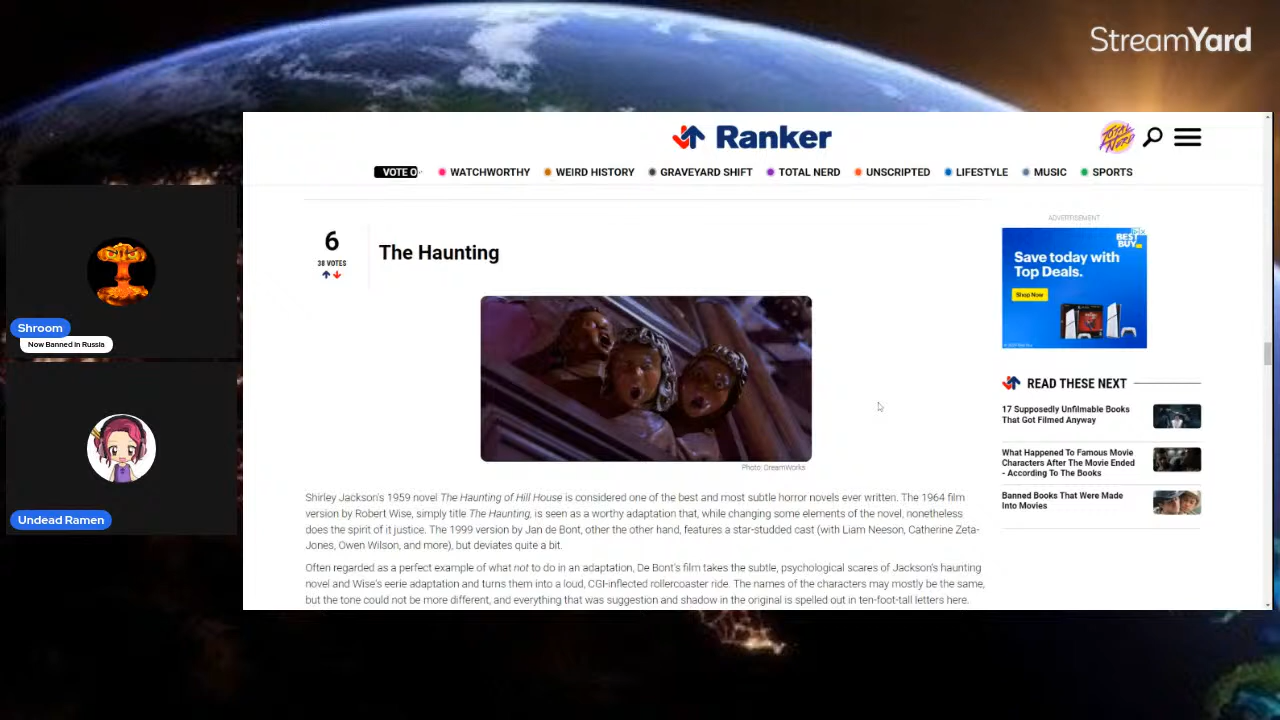 StreamYard
Ranker
VOTE O
WATCHWORTHY
WEIRD HISTORY
GRAVEYARD SHIFT
TOTAL NERD
UNSCRIPTED
LIFESTYLE
MUSIC
SPORTS
6
38 VOTES
The Haunting
ADVERTISEMENT
BEST
BUY
Save today with
Top Deals.
Shop Now
Shroom
Now Banned in Russia
Undead Ramen
Photo: DreamWorks
READ THESE NEXT
17 Supposedly Unfilmable Books
That Got Filmed Anyway
What Happened To Famous Movie
Characters After The Movie Ended
- According To The Books
Banned Books That Were Made
Into Movies
Shirley Jackson's 1959 novel The Haunting of Hill House is considered one of the best and most subtle horror novels ever written. The 1964 film
version by Robert Wise, simply title The Haunting, is seen as a worthy adaptation that, while changing some elements of the novel, nonetheless
does the spirit of it justice. The 1999 version by Jan de Bont, other the other hand, features a star-studded cast (with Liam Neeson, Catherine Zeta-
Jones, Owen Wilson, and more), but deviates quite a bit.
Often regarded as a perfect example of what not to do in an adaptation, De Bont's film takes the subtle, psychological scares of Jackson's haunting
novel and Wise's eerie adaptation and turns them into a loud, CGI-inflected rollercoaster ride. The names of the characters may mostly be the same,
but the tone could not be more different, and everything that was suggestion and shadow in the original is spelled out in ten-foot-tall letters here.